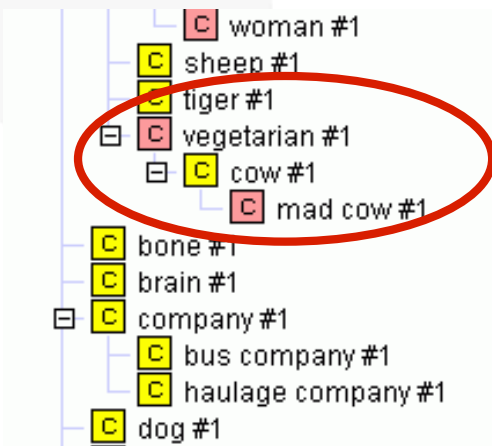 C woman #1
C sheep #1
C tiger #1
C vegetarian #1
C cow #1
C mad cow #1
C bone #1
C brain #1
C company #1
C bus company #1
C haulage company #1
C dog #1